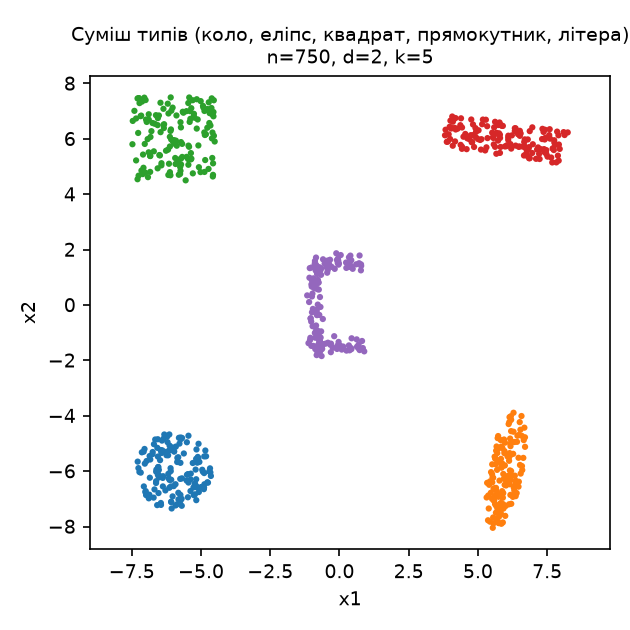 Суміш типів (коло, еліпс, квадрат, прямокутник, літера)
n=750, d=2, k=5
8
6
4
2
0
−2
−4
−6
−8
x2
−7.5 −5.0 −2.5 0.0 2.5 5.0 7.5
x1